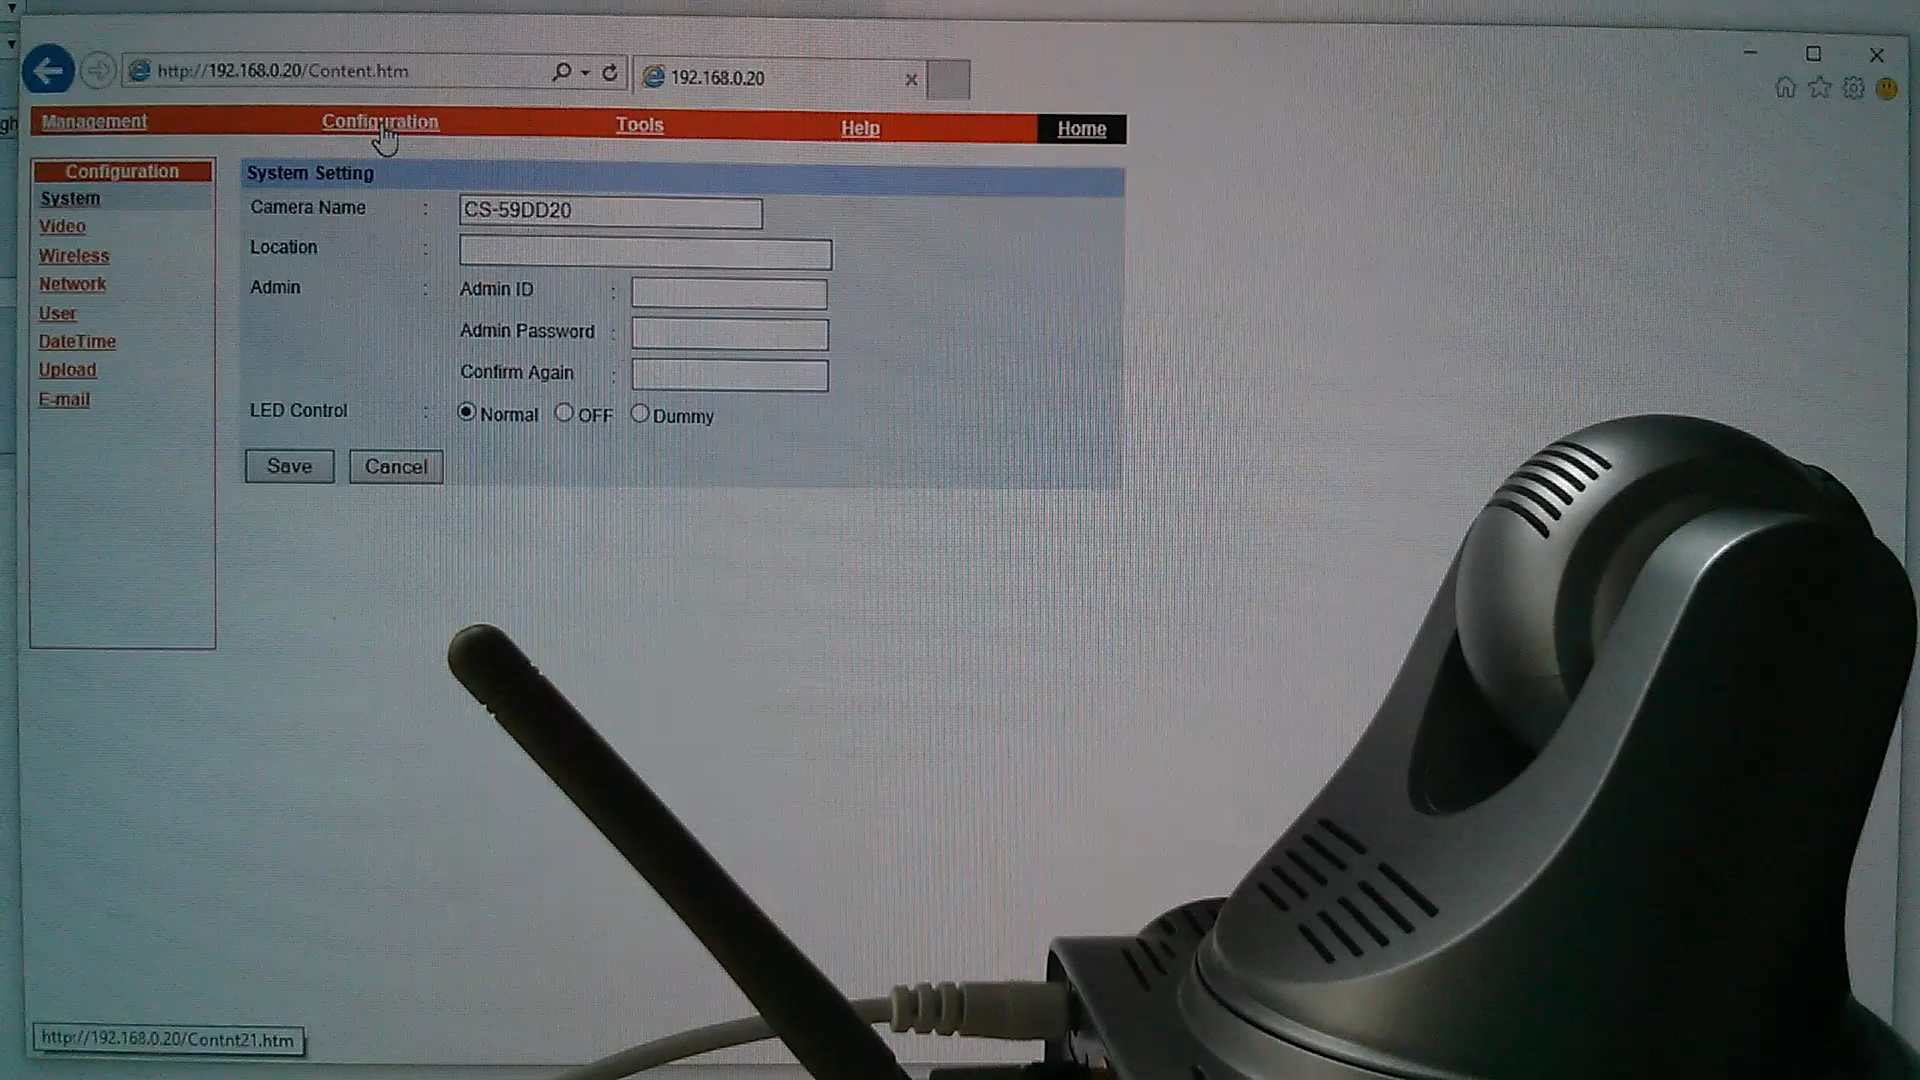 http://192.168.0.20/Content.htm
192.168.0.20
Management Configuration Tools Help Home
Configuration
System
Video
Wireless
Network
User
DateTime
Upload
E-mail
System Setting
Camera Name : CS-59DD20
Location :
Admin : Admin ID :
Admin Password :
Confirm Again :
LED Control : Normal OFF Dummy
Save Cancel
http://192.168.0.20/Contnt21.htm